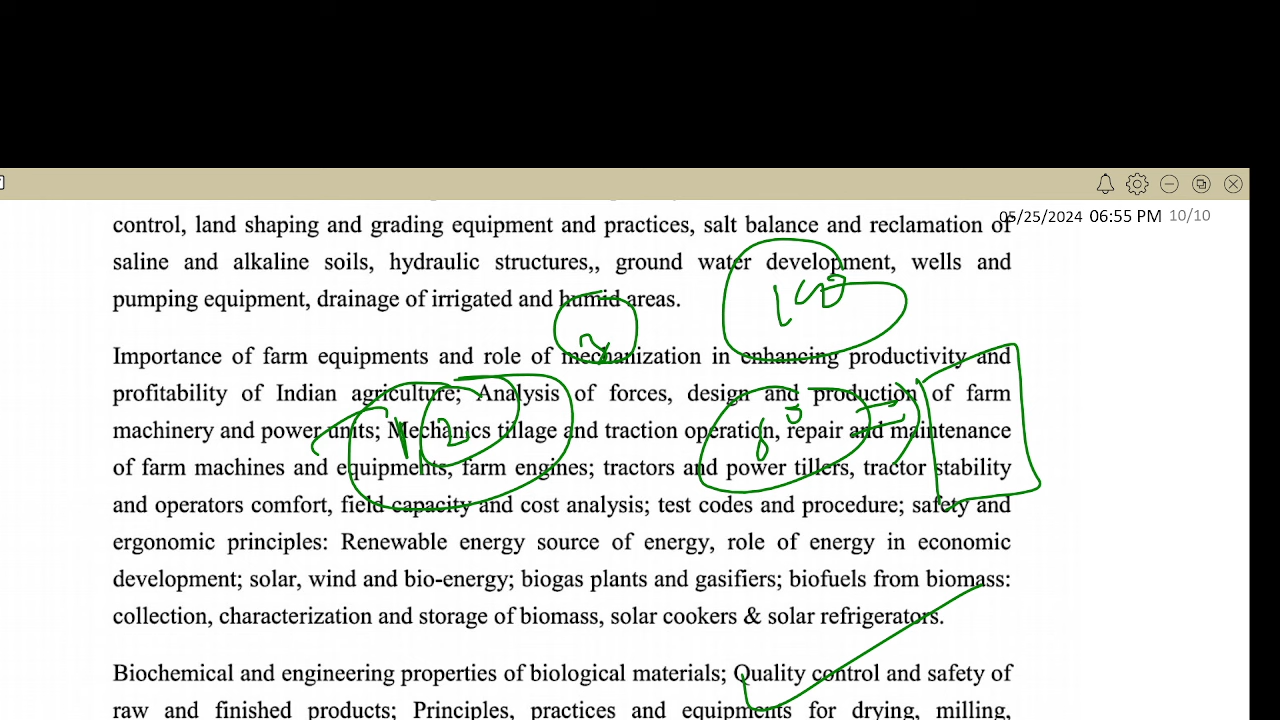 05/25/2024 06:55 PM 10/10
control, land shaping and grading equipment and practices, salt balance and reclamation of
saline and alkaline soils, hydraulic structures,, ground water development, wells and
pumping equipment, drainage of irrigated and humid areas.
Importance of farm equipments and role of mechanization in enhancing productivity and
profitability of Indian agriculture; Analysis of forces, design and production of farm
machinery and power units; Mechanics tillage and traction operation, repair and maintenance
of farm machines and equipments, farm engines; tractors and power tillers, tractor stability
and operators comfort, field capacity and cost analysis; test codes and procedure; safety and
ergonomic principles: Renewable energy source of energy, role of energy in economic
development; solar, wind and bio-energy; biogas plants and gasifiers; biofuels from biomass:
collection, characterization and storage of biomass, solar cookers & solar refrigerators.
Biochemical and engineering properties of biological materials; Quality control and safety of
raw and finished products; Principles, practices and equipments for drying, milling,